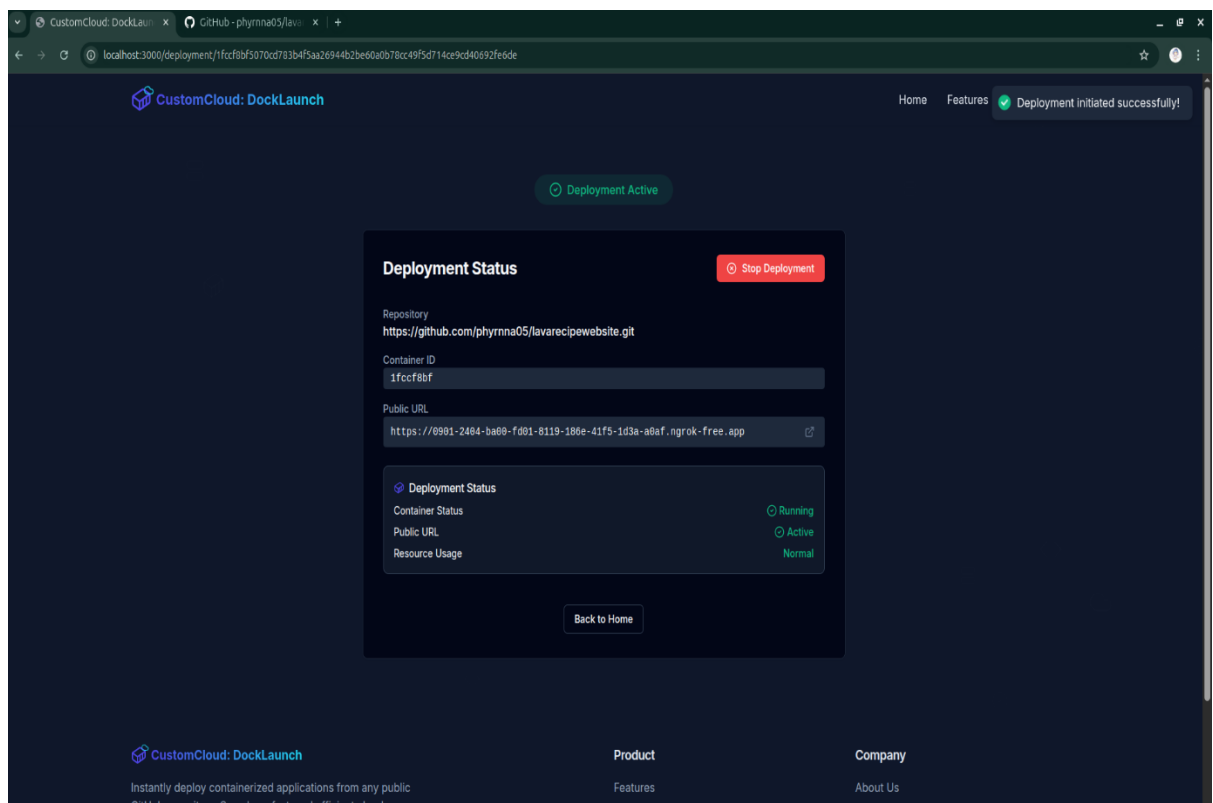 CustomCloud: DockLaun
GitHub - phyrnna05/lava
localhost:3000/deployment/1fccf8bf5070cd783b4f5aa26944b2be60a0b78cc49f5d714ce9cd40692fe6de
CustomCloud: DockLaunch
Home Features
Deployment initiated successfully!
Deployment Active
Deployment Status
Stop Deployment
Repository
https://github.com/phyrnna05/lavarecipewebsite.git
Container ID
1fccf8bf
Public URL
https://0901-2404-ba00-fd01-8119-186e-41f5-1d3a-a0af.ngrok-free.app
Deployment Status
Container Status Running
Public URL Active
Resource Usage Normal
Back to Home
CustomCloud: DockLaunch
Product
Company
Instantly deploy containerized applications from any public
Features
About Us